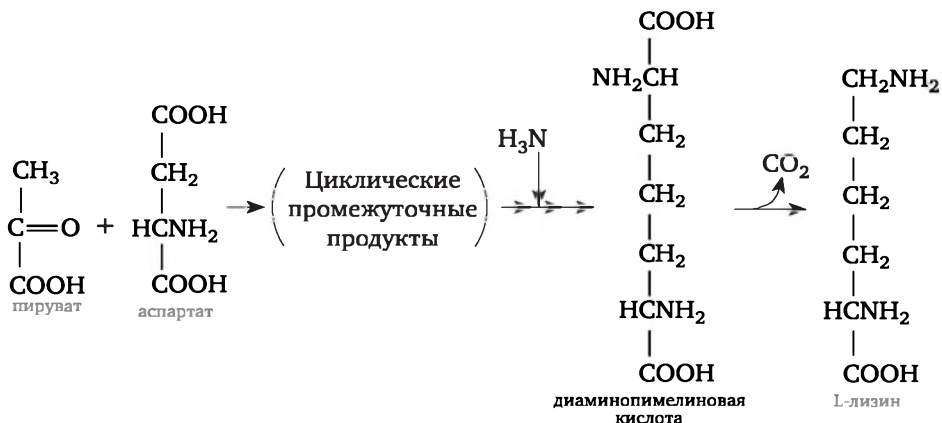 CH₃
C=O
COOH
пируват
+
COOH
CH₂
HCNH₂
COOH
аспартат
(Циклические
промежуточные
продукты)
H₃N
COOH
NH₂CH
CH₂
CH₂
CH₂
HCNH₂
COOH
диаминопимелиновая
кислота
CO₂
CH₂NH₂
CH₂
CH₂
CH₂
HCNH₂
COOH
L-лизин